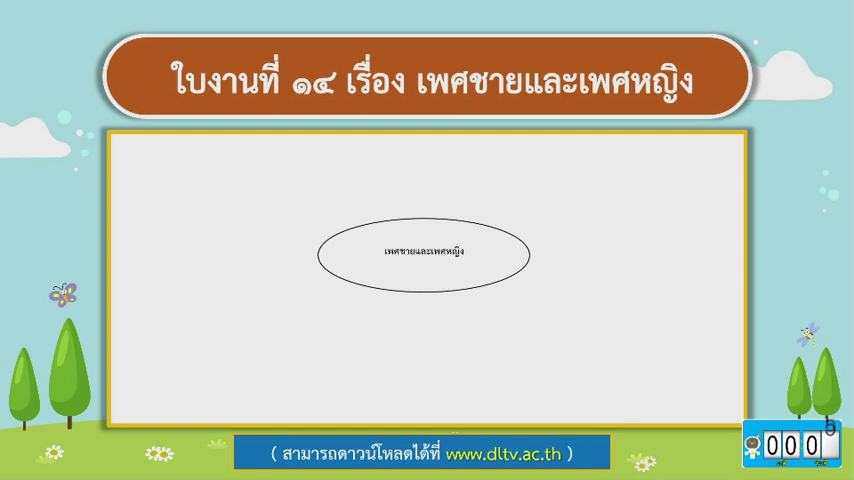 ใบงานที่ ๑๔ เรื่อง เพศชายและเพศหญิง
เพศชายและเพศหญิง
( สามารถดาวน์โหลดได้ที่ www.dltv.ac.th )
000